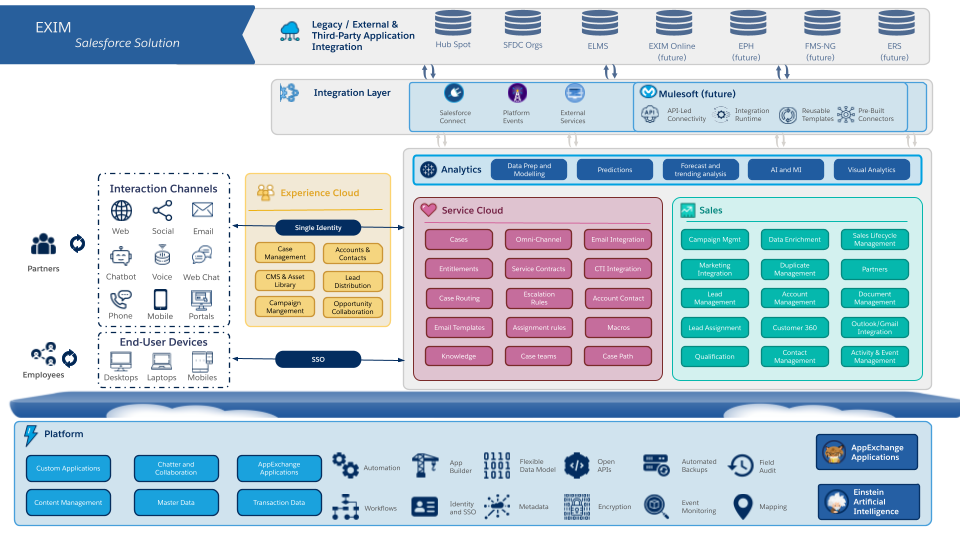 EXIM
Salesforce Solution
Legacy / External &
Third-Party Application
Integration
Hub Spot
SFDC Orgs
ELMS
EXIM Online
(future)
EPH
(future)
FMS-NG
(future)
ERS
(future)
Integration Layer
Salesforce
Connect
Platform
Events
External
Services
Mulesoft (future)
API
API-Led
Connectivity
Integration
Runtime
Reusable
Templates
Pre-Built
Connectors
Analytics
Data Prep and
Modelling
Predictions
Forecast and
trending analysis
AI and MI
Visual Analytics
Partners
Employees
Interaction Channels
Web
Social
Email
Chatbot
Voice
Web Chat
Phone
Mobile
Portals
End-User Devices
Desktops
Laptops
Mobiles
Experience Cloud
Single Identity
Case
Management
Accounts &
Contacts
CMS & Asset
Library
Lead
Distribution
Campaign
Mangement
Opportunity
Collaboration
SSO
Service Cloud
Cases
Omni-Channel
Email Integration
Entitlements
Service Contracts
CTI Integration
Case Routing
Escalation
Rules
Account Contact
Email Templates
Assignment rules
Macros
Knowledge
Case teams
Case Path
Sales
Campaign Mgmt
Data Enrichment
Sales Lifecycle
Management
Marketing
Integration
Duplicate
Management
Partners
Lead
Management
Account
Management
Document
Management
Lead Assignment
Customer 360
Outlook/Gmail
Integration
Qualification
Contact
Management
Activity & Event
Management
Platform
Custom Applications
Chatter and
Collaboration
AppExchange
Applications
Content Management
Master Data
Transaction Data
Automation
App
Builder
0110
1001
1010
Flexible
Data Model
Open
APIs
Automated
Backups
Field
Audit
Workflows
Identity
and SSO
Metadata
Encryption
Event
Monitoring
Mapping
AppExchange
Applications
Einstein
Artificial
Intelligence